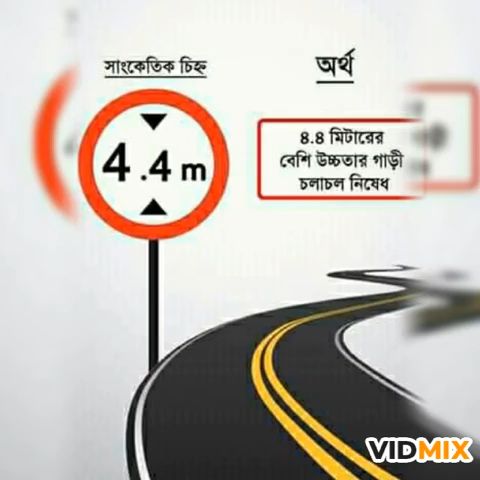 সাংকেতিক চিহ্ন
অর্থ
4.4 m
৪.৪ মিটারের
বেশি উচ্চতার গাড়ী
চলাচল নিষেধ
VIDMIX